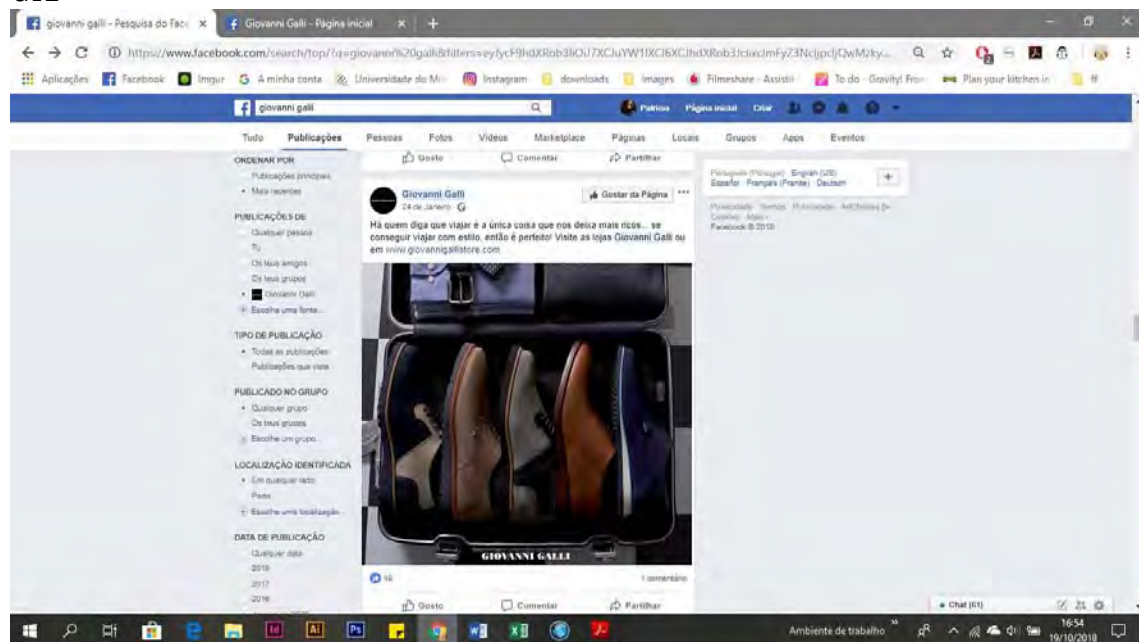 giovanni galli - Pesquisa do Fac
Giovanni Galli - Página inicial
Aplicações Facebook Imgur A minha conta Universidade do Mi Instagram downloads images Filmeshare - Assistir To do - Gravity! Fro Plan your kitchen in ff
giovanni galli
Patrícia Página inicial Criar
Tudo Publicações Pessoas Fotos Vídeos Marketplace Páginas Locais Grupos Apps Eventos
ORDENAR POR
Publicações principais
Mais recentes
PUBLICAÇÕES DE
Qualquer pessoa
Tu
Os teus amigos
Os teus grupos
Giovanni Galli
Escolhe uma fonte...
TIPO DE PUBLICAÇÃO
Todas as publicações
Publicações que viste
PUBLICADO NO GRUPO
Qualquer grupo
Os teus grupos
Escolhe um grupo...
LOCALIZAÇÃO IDENTIFICADA
Em qualquer lado
Escolhe uma localização...
DATA DE PUBLICAÇÃO
Qualquer data
2018
2017
2016
Gosto Comentar Partilhar
Giovanni Galli
24 de Janeiro
Gostar da Página
Há quem diga que viajar é a única coisa que nos deixa mais ricos... se
conseguir viajar com estilo, então é perfeito! Visite as lojas Giovanni Galli ou
em www.giovannigallistore.com
GIOVANNI GALLI
16
1 comentário
Gosto Comentar Partilhar
Português (Portugal) English (US)
Español Français (France) Deutsch
Facebook © 2018
Chat (61)
Ambiente de trabalho
16:54
19/10/2018